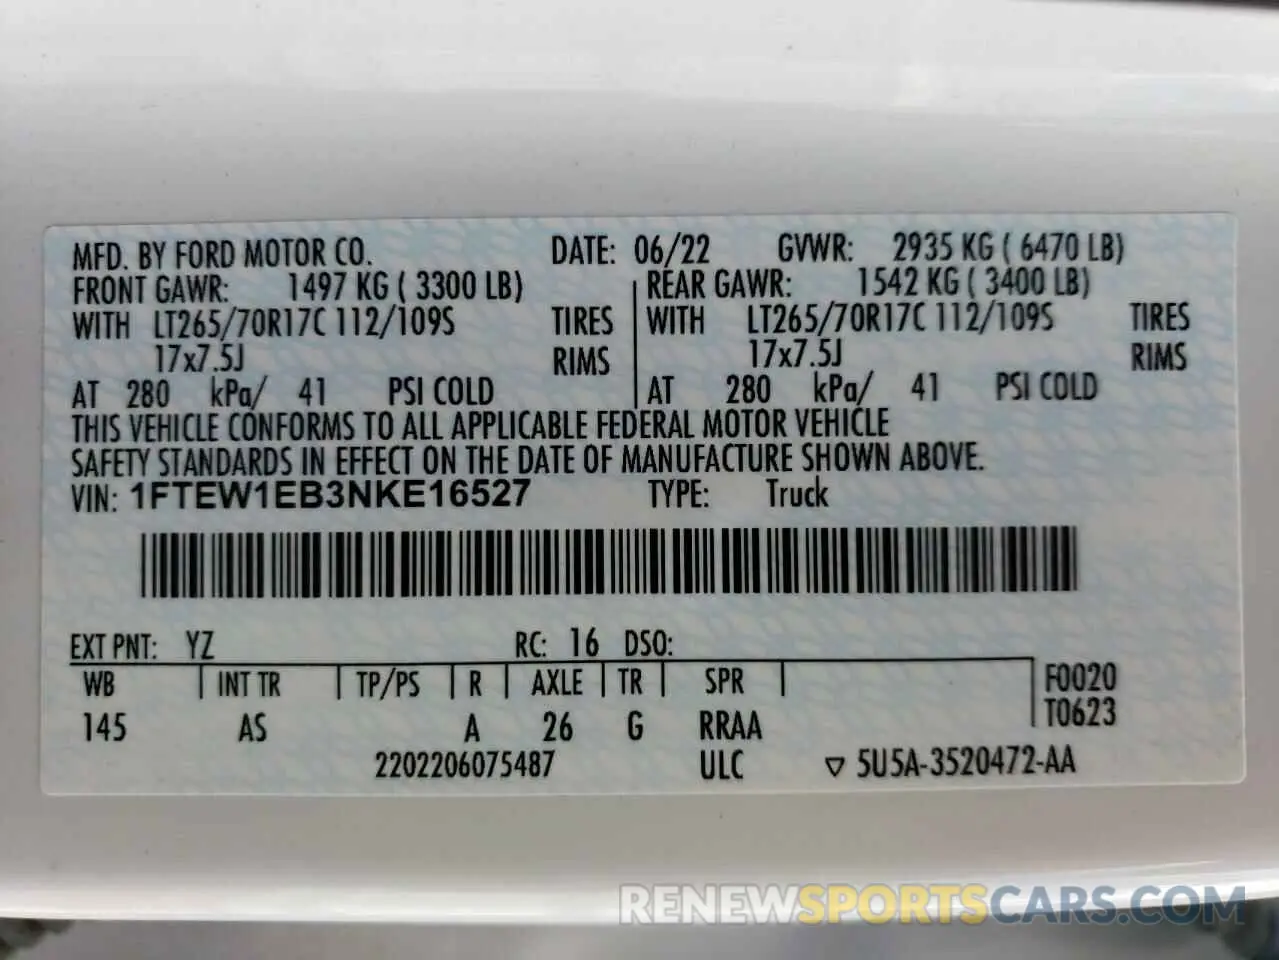 MFD. BY FORD MOTOR CO. DATE: 06/22 GVWR: 2935 KG ( 6470 LB)
FRONT GAWR: 1497 KG ( 3300 LB) REAR GAWR: 1542 KG ( 3400 LB)
WITH LT265/70R17C 112/109S TIRES WITH LT265/70R17C 112/109S TIRES
17x7.5J RIMS 17x7.5J RIMS
AT 280 kPa/ 41 PSI COLD AT 280 kPa/ 41 PSI COLD
THIS VEHICLE CONFORMS TO ALL APPLICABLE FEDERAL MOTOR VEHICLE
SAFETY STANDARDS IN EFFECT ON THE DATE OF MANUFACTURE SHOWN ABOVE.
VIN: 1FTEW1EB3NKE16527 TYPE: Truck
EXT PNT: YZ RC: 16 DSO:
WB INT TR TP/PS R AXLE TR SPR F0020
145 AS A 26 G RRAA T0623
2202206075487 ULC ▽ 5U5A-3520472-AA
RENEWSPORTSCARS.COM